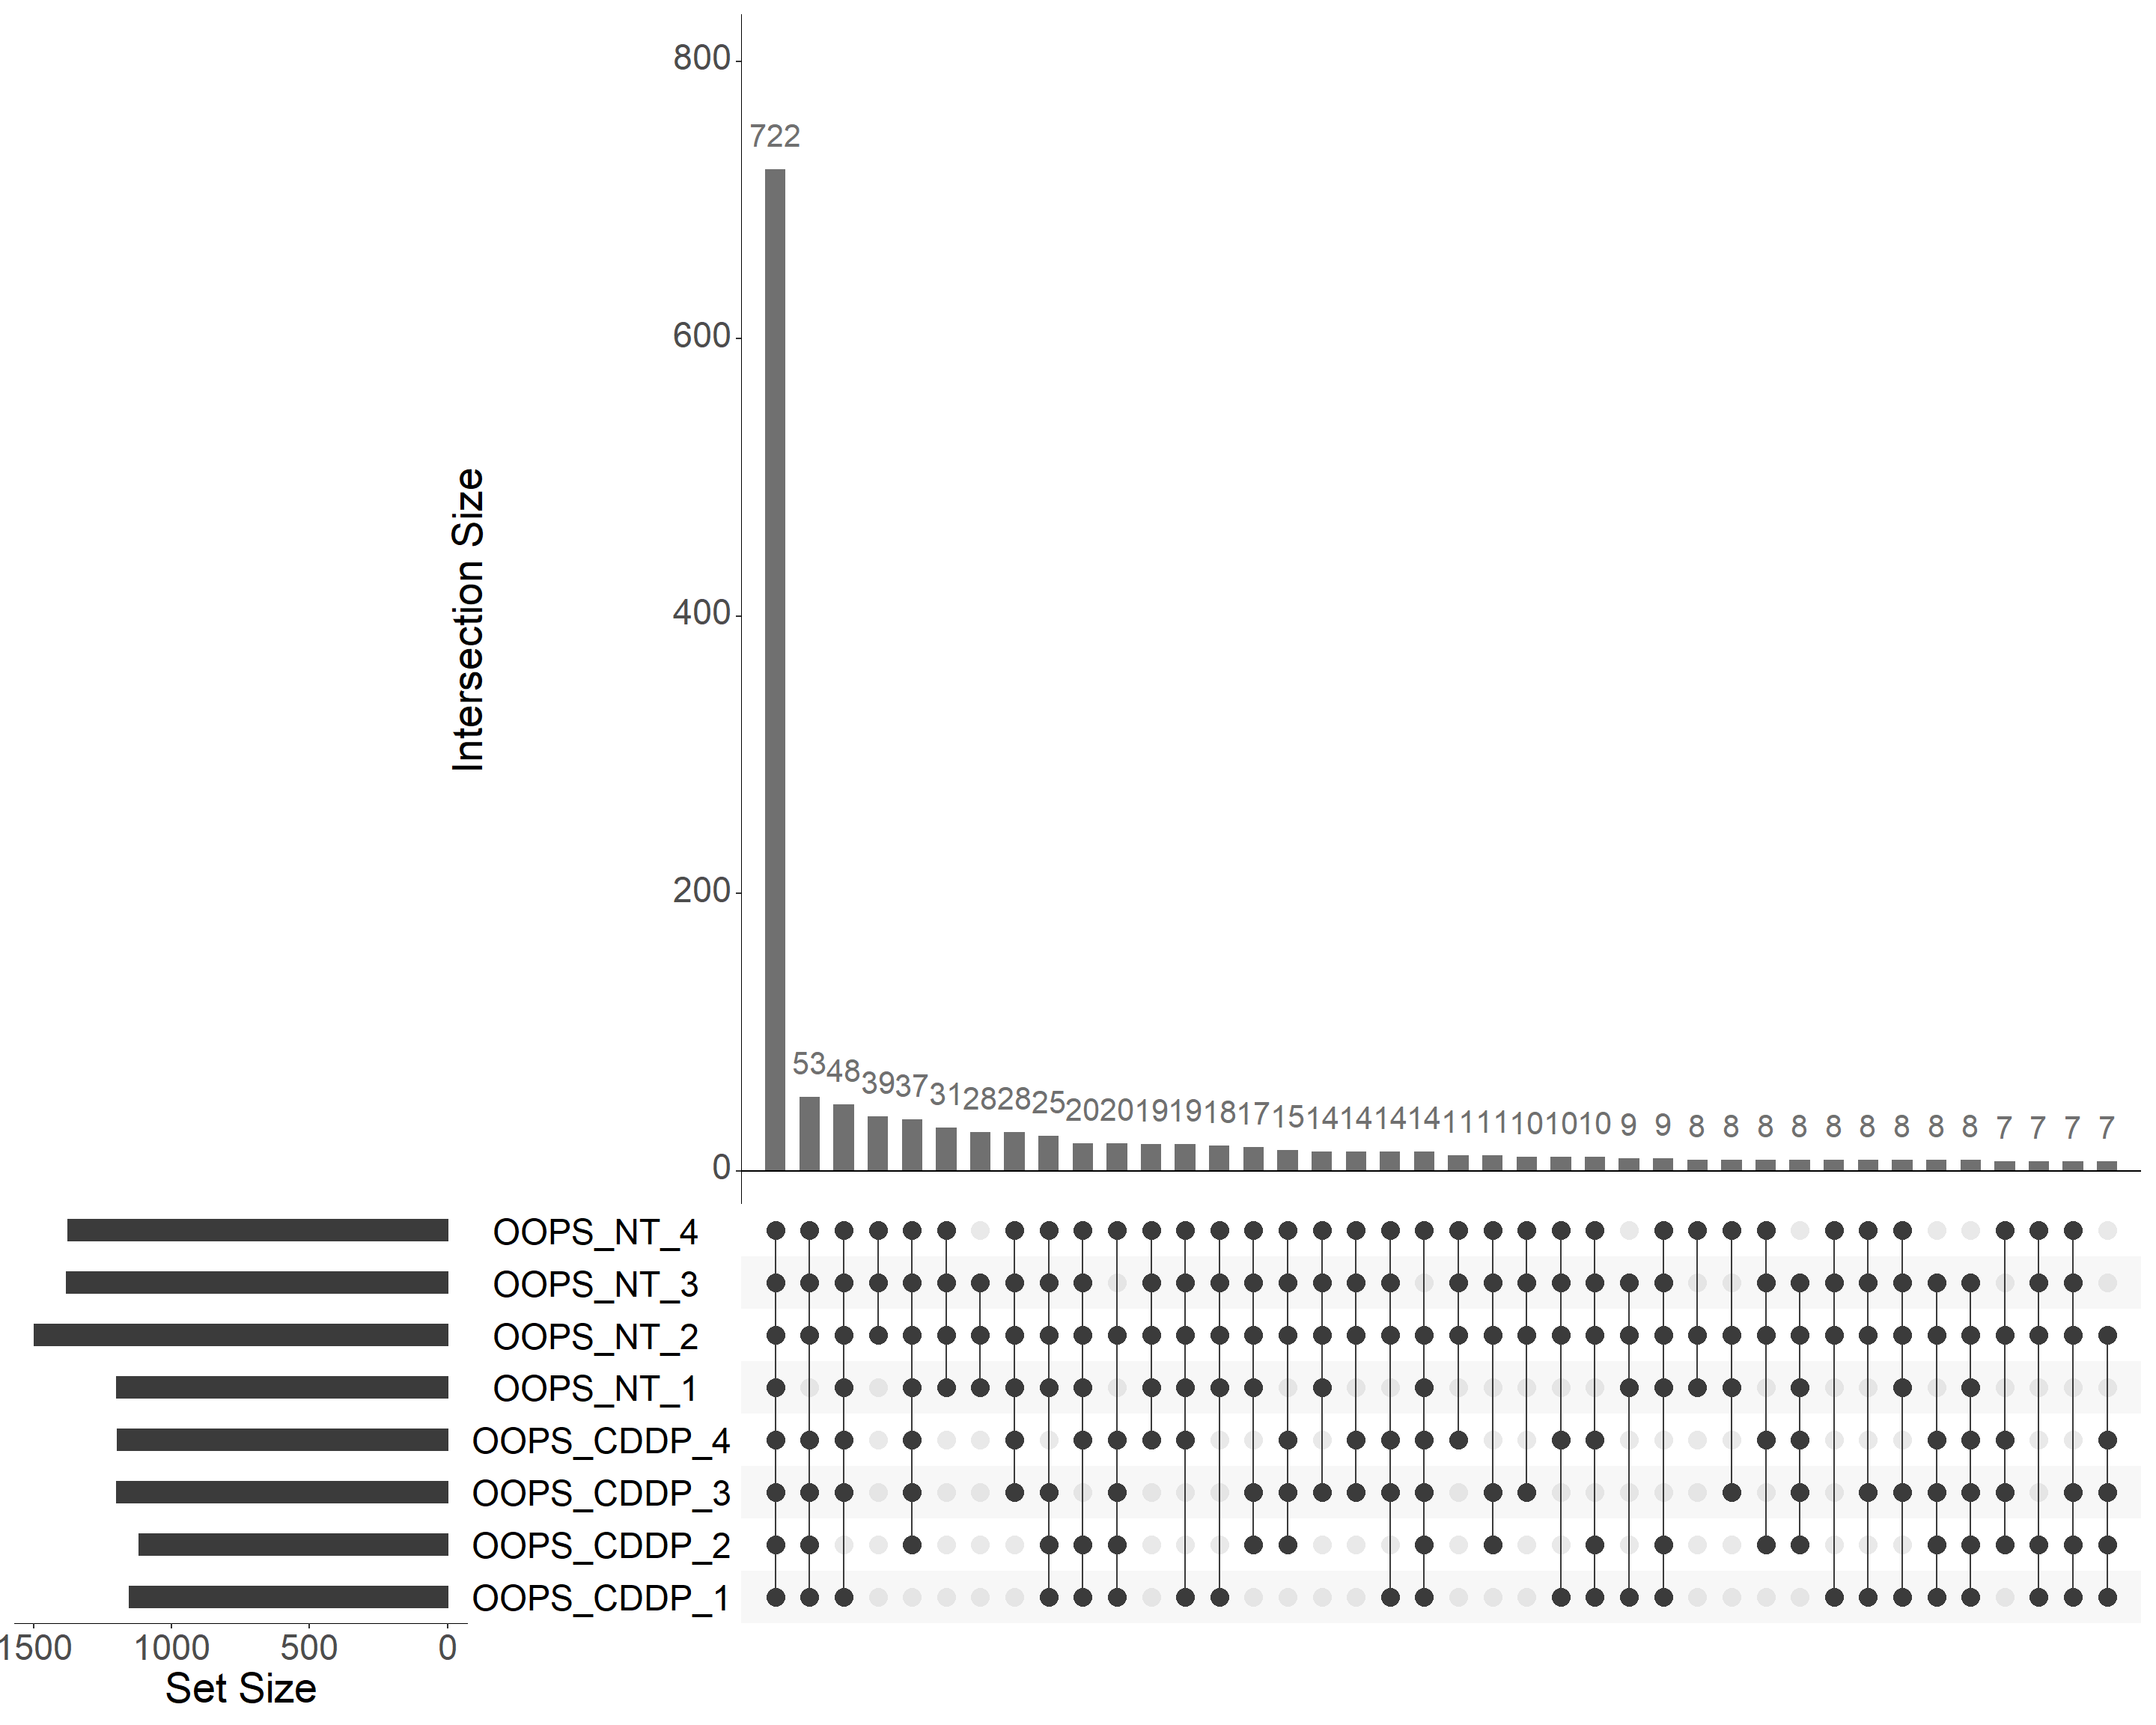 800
722
600
Intersection Size
400
200
53 48 39 37 31 28 28 25 20 20 19 19 18 17 15 14 14 14 14 11 11 10 10 10 9 9 8 8 8 8 8 8 8 8 8 7 7 7 7
0
OOPS_NT_4
OOPS_NT_3
OOPS_NT_2
OOPS_NT_1
OOPS_CDDP_4
OOPS_CDDP_3
OOPS_CDDP_2
OOPS_CDDP_1
1500 1000 500 0
Set Size